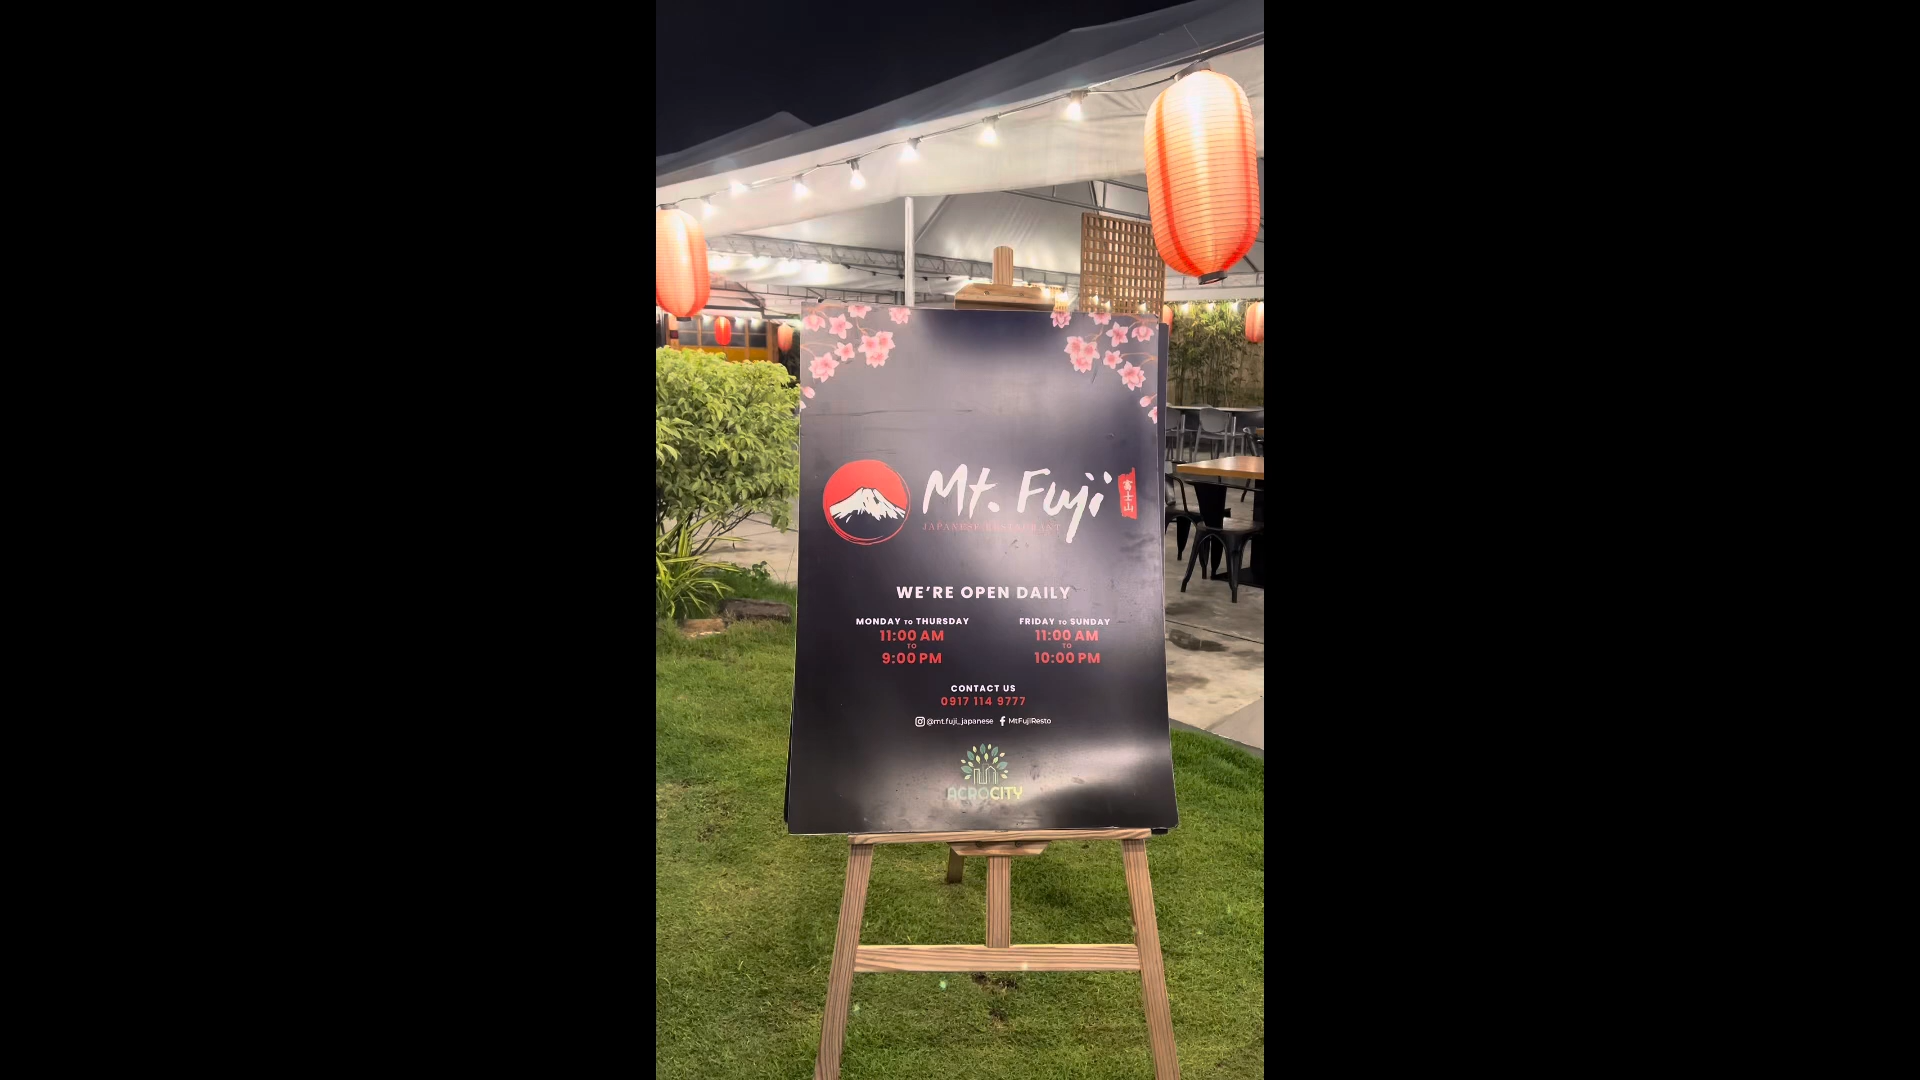 Mt. Fuji
富士山
JAPANESE RESTAURANT
WE'RE OPEN DAILY
MONDAY TO THURSDAY
11:00 AM
TO
9:00 PM
FRIDAY TO SUNDAY
11:00 AM
TO
10:00 PM
CONTACT US
0917 114 9777
@mt.fuji_japanese MtFujiResto
ACROCITY